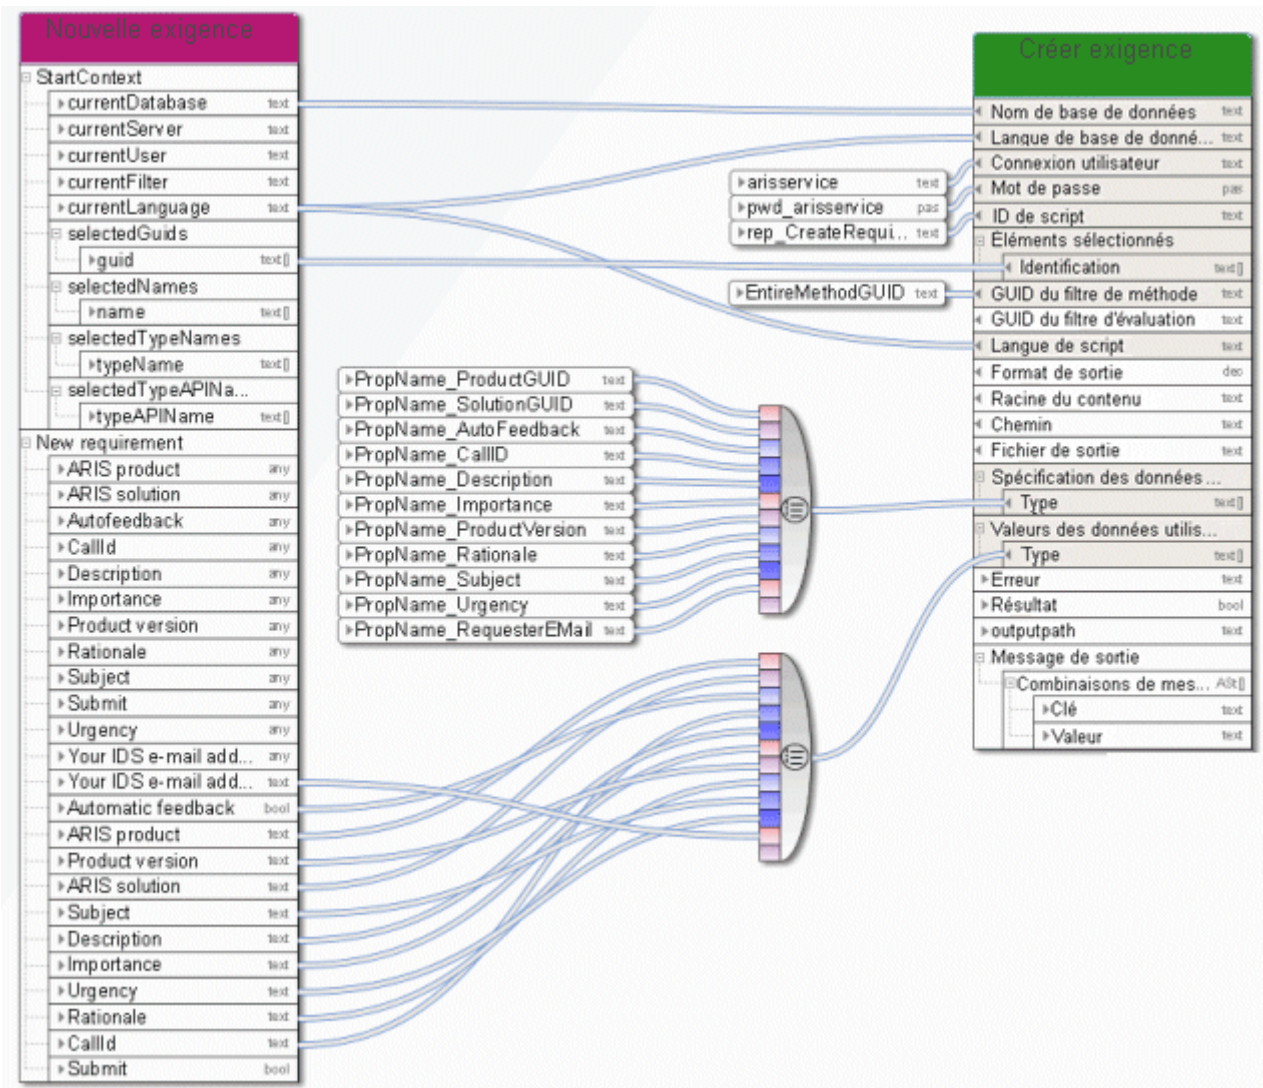 Nouvelle exigence
StartContext
currentDatabase text
currentServer text
currentUser text
currentFilter text
currentLanguage text
selectedGuids
guid text[]
selectedNames
name text[]
selectedTypeNames
typeName text[]
selectedTypeAPINa...
typeAPIName text[]
New requirement
ARIS product any
ARIS solution any
Autofeedback any
CallId any
Description any
Importance any
Product version any
Rationale any
Subject any
Submit any
Urgency any
Your IDS e-mail add... any
Your IDS e-mail add... text
Automatic feedback bool
ARIS product text
Product version text
ARIS solution text
Subject text
Description text
Importance text
Urgency text
Rationale text
CallId text
Submit bool
arisservice text
pwd_arisservice pas
rep_CreateRequi... text
EntireMethodGUID text
PropName_ProductGUID text
PropName_SolutionGUID text
PropName_AutoFeedback text
PropName_CallID text
PropName_Description text
PropName_Importance text
PropName_ProductVersion text
PropName_Rationale text
PropName_Subject text
PropName_Urgency text
PropName_RequesterEMail text
Créer exigence
Nom de base de données text
Langue de base de donné... text
Connexion utilisateur text
Mot de passe pas
ID de script text
Éléments sélectionnés
Identification text[]
GUID du filtre de méthode text
GUID du filtre d'évaluation text
Langue de script text
Format de sortie dec
Racine du contenu text
Chemin text
Fichier de sortie text
Spécification des données ...
Type text[]
Valeurs des données utilis...
Type text[]
Erreur text
Résultat bool
outputpath text
Message de sortie
Combinaisons de mes...
Clé text
Valeur text